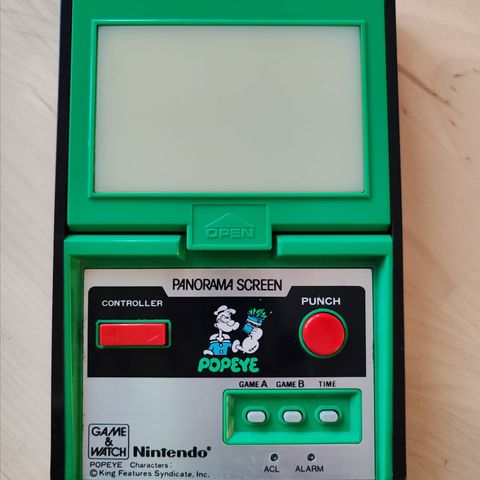 OPEN
PANORAMA SCREEN
CONTROLLER
PUNCH
POPEYE
GAME A GAME B TIME
GAME
&
WATCH
Nintendo®
POPEYE Characters:
© King Features Syndicate, Inc.
ACL ALARM